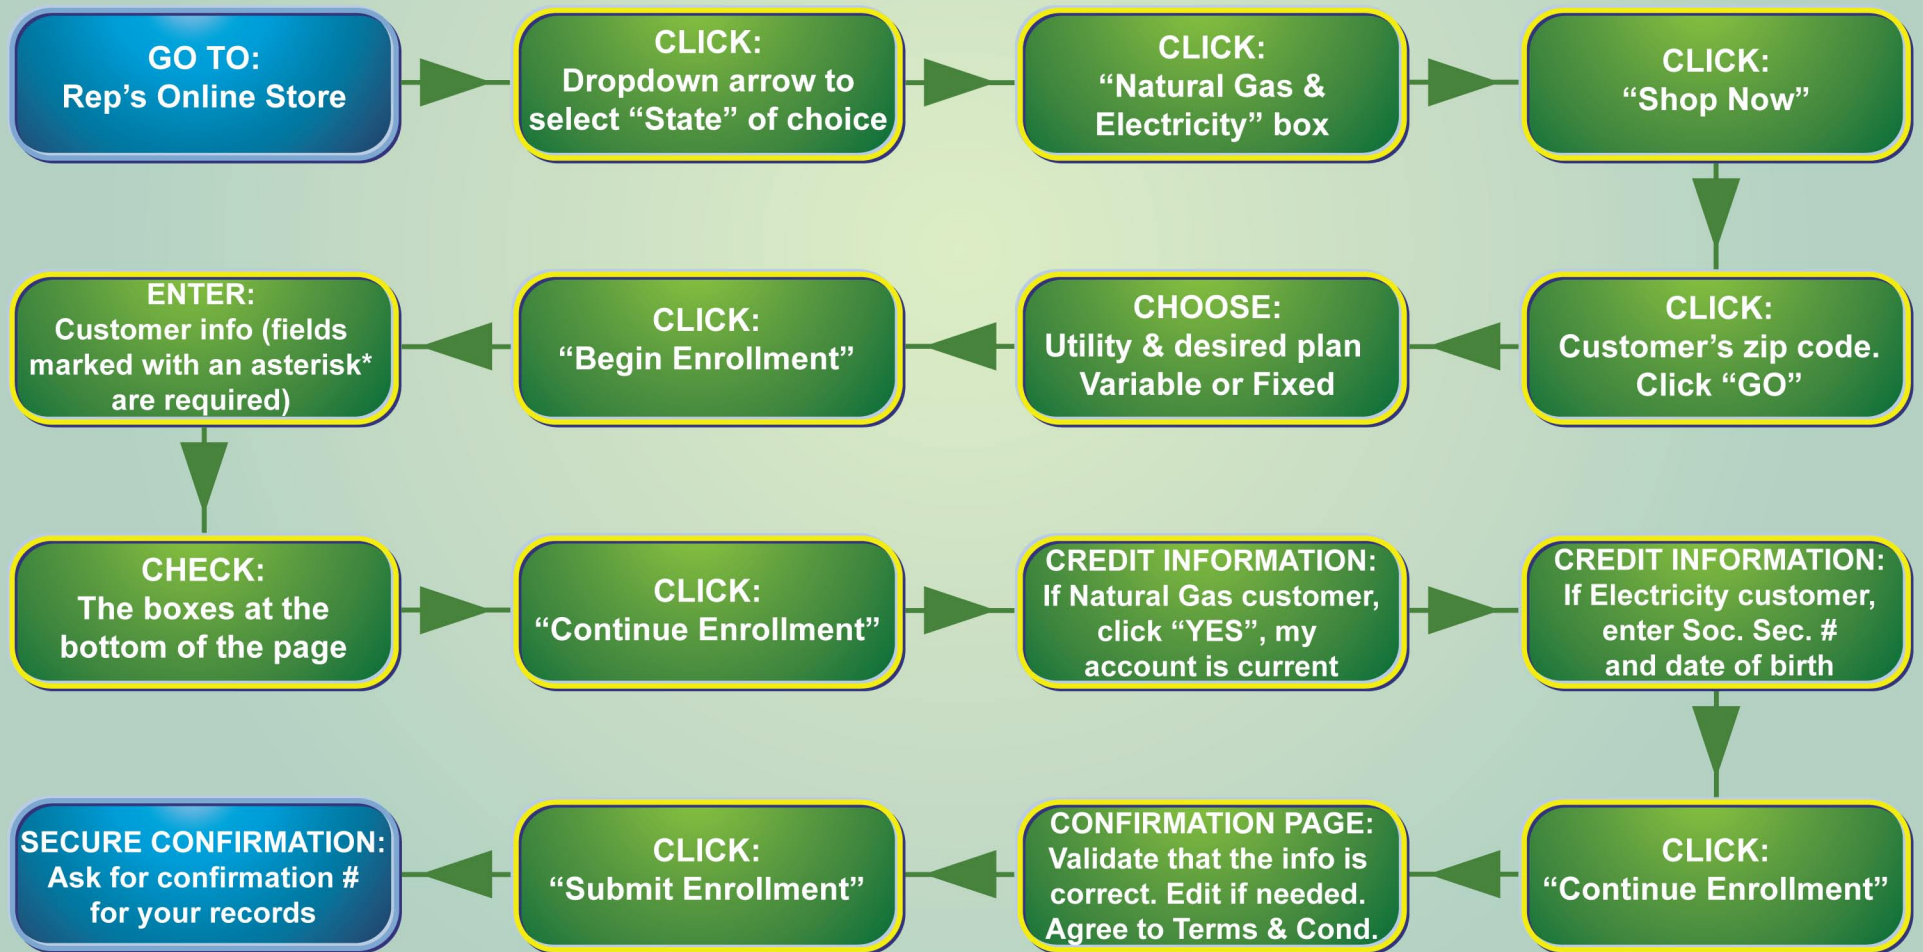 GO TO:
Rep's Online Store
CLICK:
Dropdown arrow to
select “State” of choice
CLICK:
“Natural Gas &
Electricity” box
CLICK:
“Shop Now”
CLICK:
Customer’s zip code.
Click “GO”
CHOOSE:
Utility & desired plan
Variable or Fixed
CLICK:
“Begin Enrollment”
ENTER:
Customer info (fields
marked with an asterisk*
are required)
CHECK:
The boxes at the
bottom of the page
CLICK:
“Continue Enrollment”
CREDIT INFORMATION:
If Natural Gas customer,
click “YES”, my
account is current
CREDIT INFORMATION:
If Electricity customer,
enter Soc. Sec. #
and date of birth
CLICK:
“Continue Enrollment”
CONFIRMATION PAGE:
Validate that the info is
correct. Edit if needed.
Agree to Terms & Cond.
CLICK:
“Submit Enrollment”
SECURE CONFIRMATION:
Ask for confirmation #
for your records